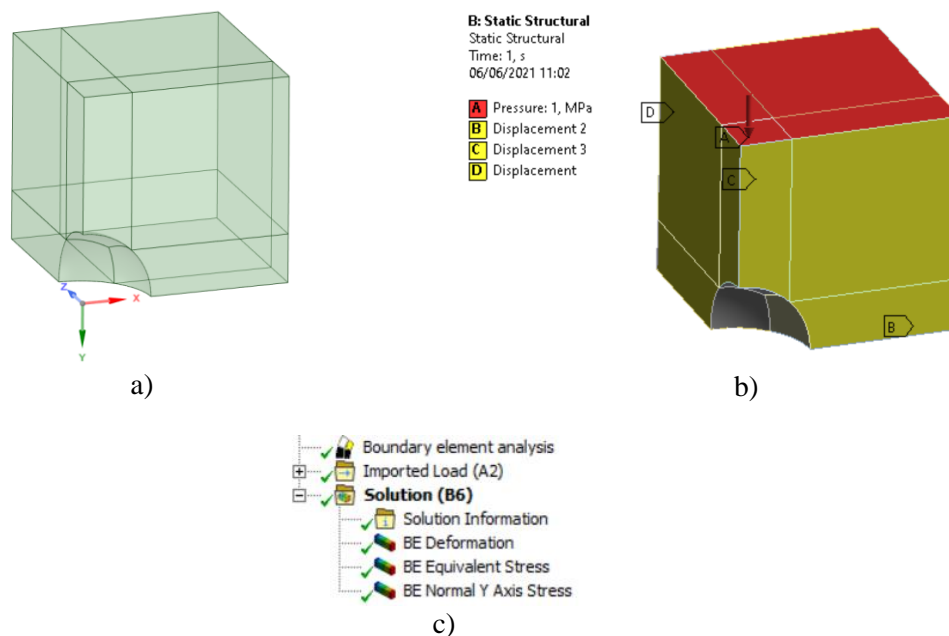 Z
X
Y
a)
B: Static Structural
Static Structural
Time: 1, s
06/06/2021 11:02
A Pressure: 1, MPa
B Displacement 2
C Displacement 3
D Displacement
D
A
C
B
b)
Boundary element analysis
Imported Load (A2)
Solution (B6)
Solution Information
BE Deformation
BE Equivalent Stress
BE Normal Y Axis Stress
c)